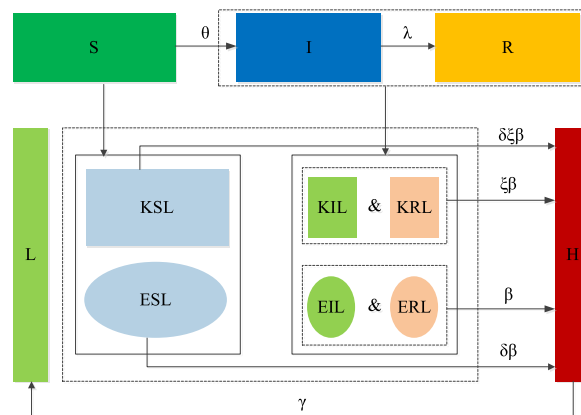 S θ I λ R
δξβ
KSL KIL & KRL ξβ
L H
ESL EIL & ERL β
δβ
γ